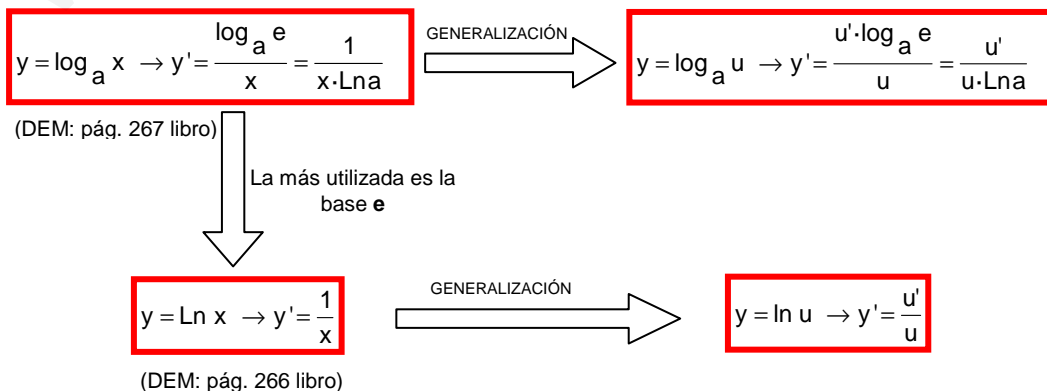 y = log_a x → y' = (log_a e)/x = 1/(x·Lna)
GENERALIZACIÓN
y = log_a u → y' = (u'·log_a e)/u = u'/(u·Lna)
(DEM: pág. 267 libro)
La más utilizada es la
base e
y = Ln x → y' = 1/x
GENERALIZACIÓN
y = ln u → y' = u'/u
(DEM: pág. 266 libro)